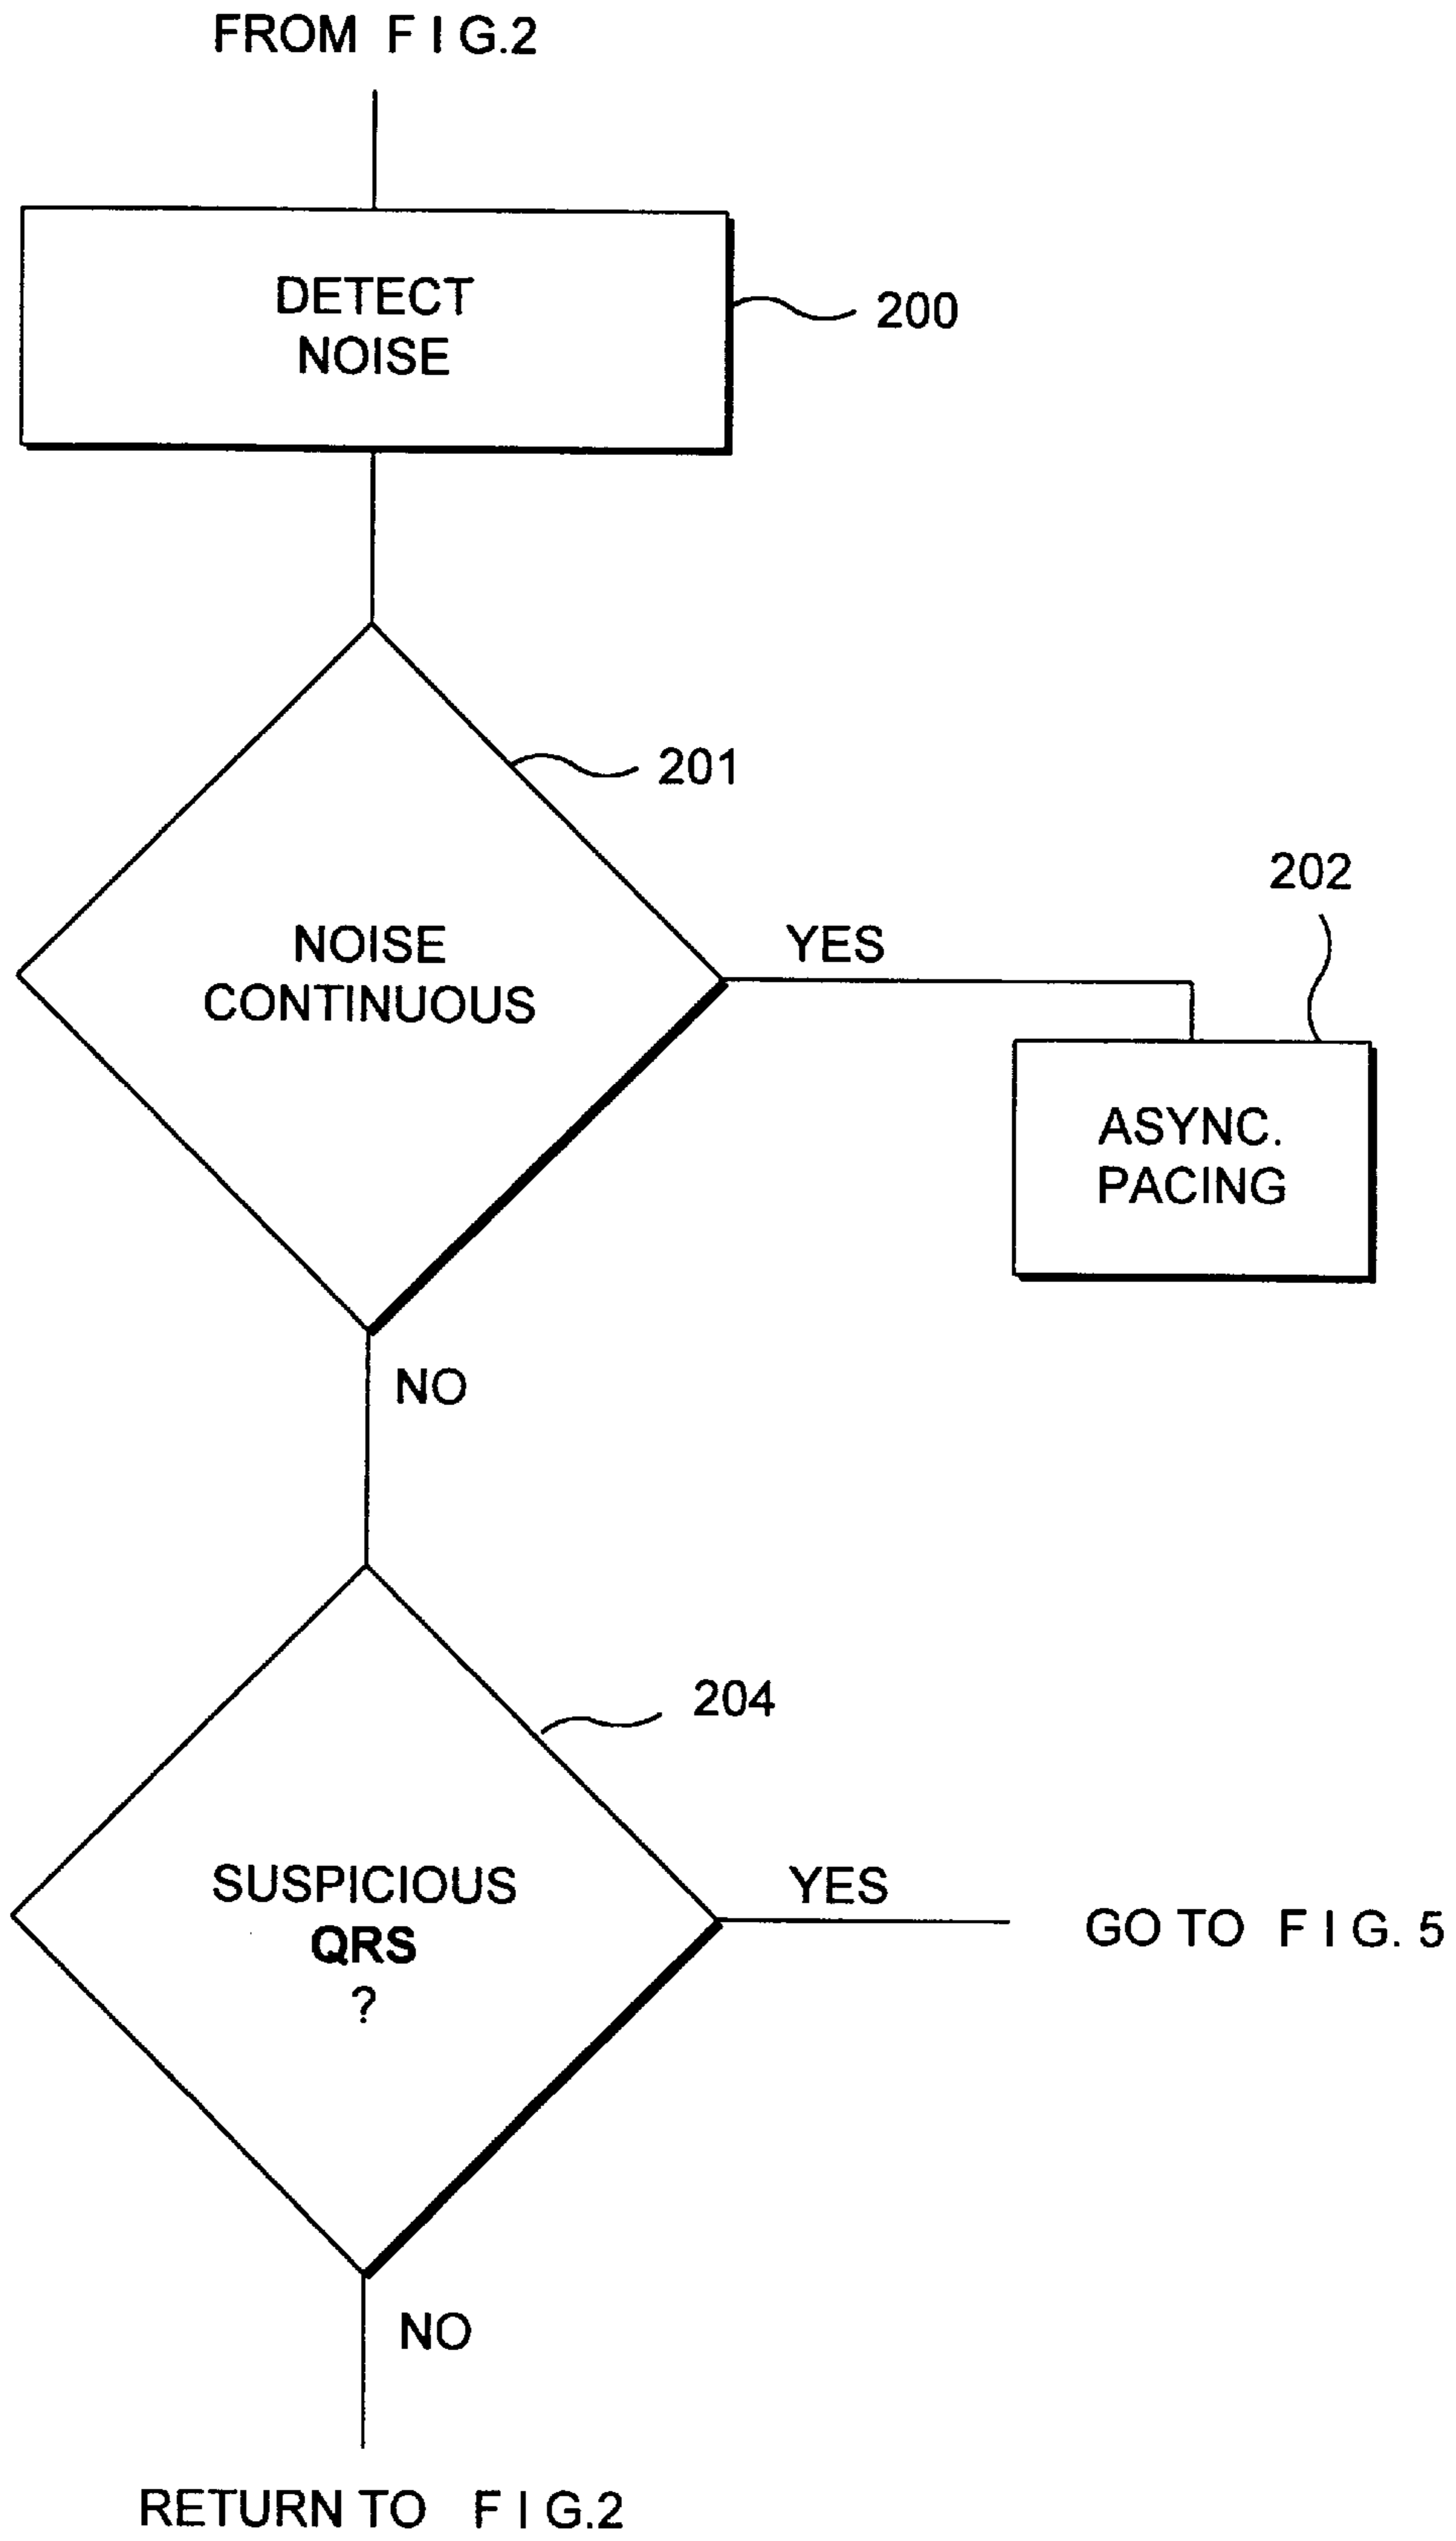 FROM FIG.2
DETECT
NOISE
200
201
NOISE
CONTINUOUS
YES
202
ASYNC.
PACING
NO
204
SUSPICIOUS
QRS
?
YES
GO TO FIG. 5
NO
RETURN TO FIG.2